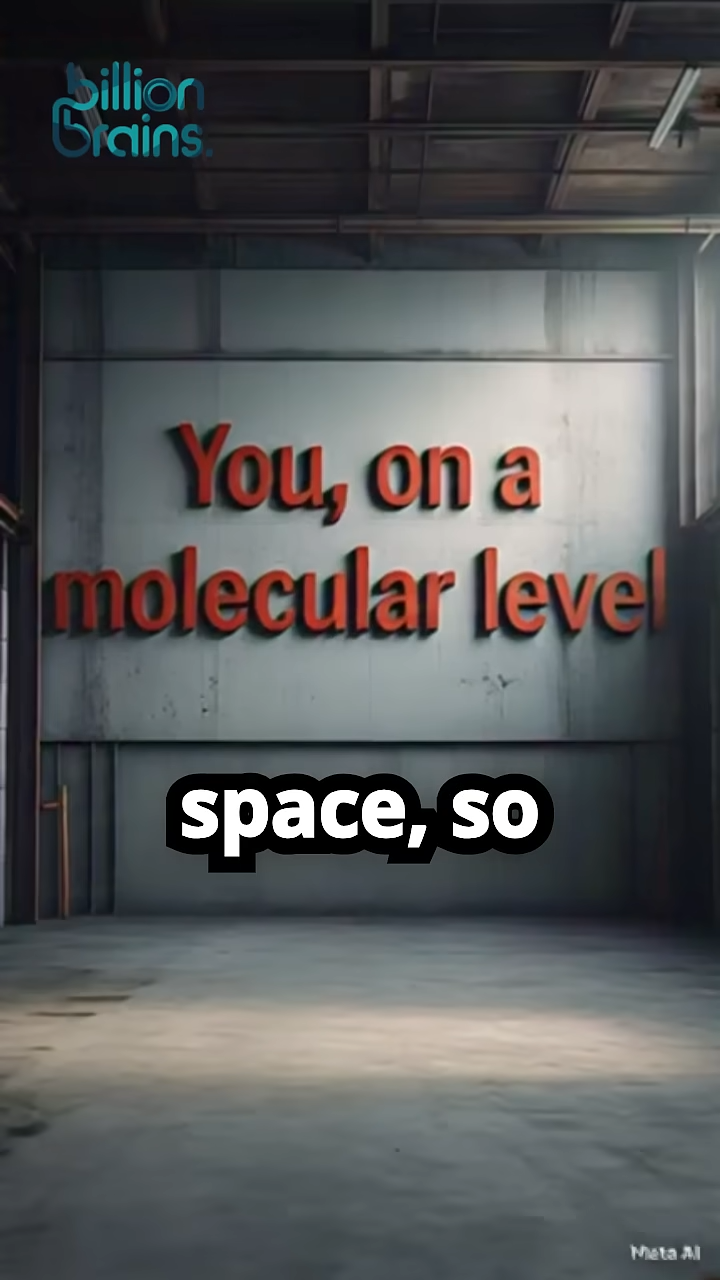 billion
brains.
You, on a
molecular level
space, so
Meta AI